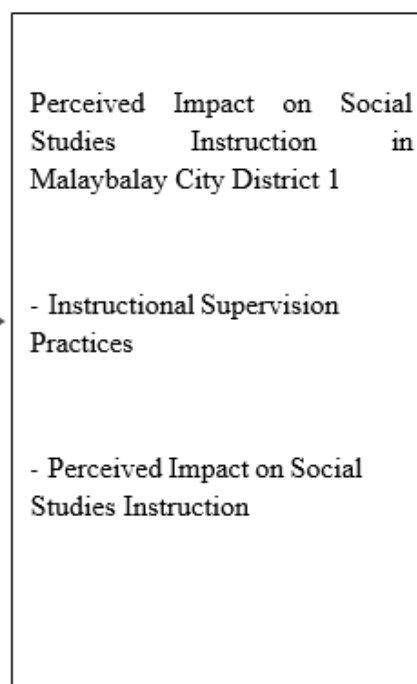 Perceived Impact on Social
Studies Instruction in
Malaybalay City District 1
- Instructional Supervision
Practices
- Perceived Impact on Social
Studies Instruction